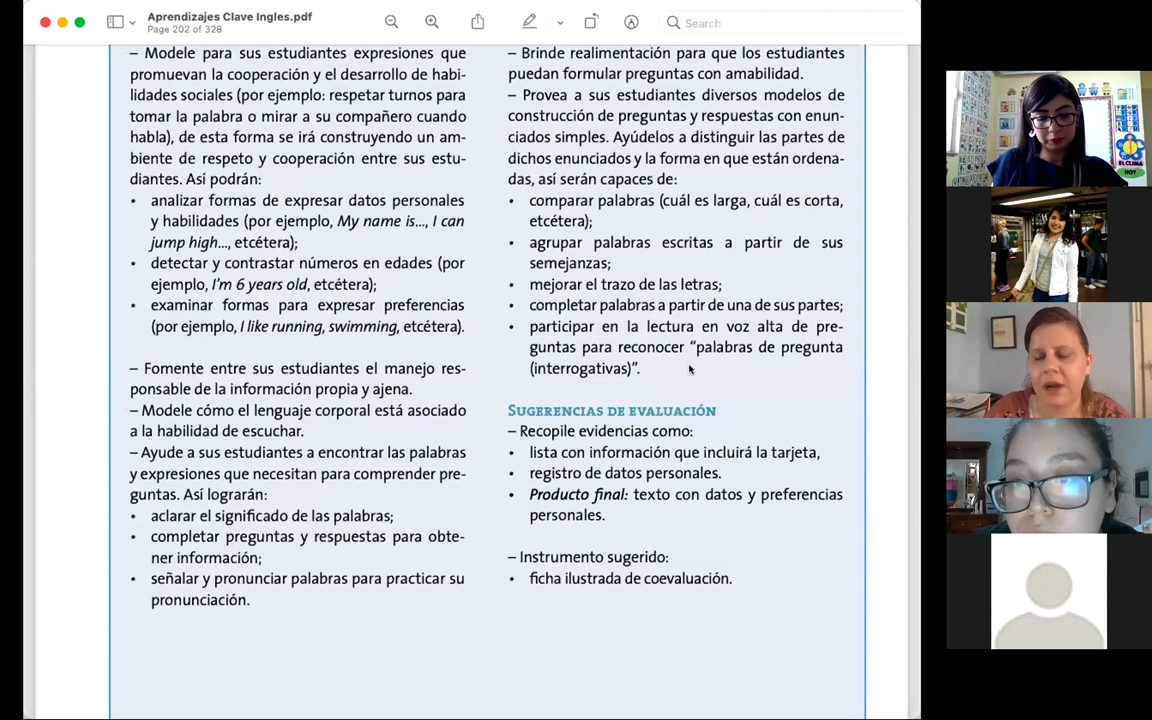 Aprendizajes Clave Ingles.pdf
Page 202 of 328
Search
– Modele para sus estudiantes expresiones que
promuevan la cooperación y el desarrollo de habi-
lidades sociales (por ejemplo: respetar turnos para
tomar la palabra o mirar a su compañero cuando
habla), de esta forma se irá construyendo un am-
biente de respeto y cooperación entre sus estu-
diantes. Así podrán:
• analizar formas de expresar datos personales
y habilidades (por ejemplo, My name is..., I can
jump high..., etcétera);
• detectar y contrastar números en edades (por
ejemplo, I'm 6 years old, etcétera);
• examinar formas para expresar preferencias
(por ejemplo, I like running, swimming, etcétera).
– Fomente entre sus estudiantes el manejo res-
ponsable de la información propia y ajena.
– Modele cómo el lenguaje corporal está asociado
a la habilidad de escuchar.
– Ayude a sus estudiantes a encontrar las palabras
y expresiones que necesitan para comprender pre-
guntas. Así lograrán:
• aclarar el significado de las palabras;
• completar preguntas y respuestas para obte-
ner información;
• señalar y pronunciar palabras para practicar su
pronunciación.
– Brinde realimentación para que los estudiantes
puedan formular preguntas con amabilidad.
– Provea a sus estudiantes diversos modelos de
construcción de preguntas y respuestas con enun-
ciados simples. Ayúdelos a distinguir las partes de
dichos enunciados y la forma en que están ordena-
das, así serán capaces de:
• comparar palabras (cuál es larga, cuál es corta,
etcétera);
• agrupar palabras escritas a partir de sus
semejanzas;
• mejorar el trazo de las letras;
• completar palabras a partir de una de sus partes;
• participar en la lectura en voz alta de pre-
guntas para reconocer “palabras de pregunta
(interrogativas)”.
SUGERENCIAS DE EVALUACIÓN
– Recopile evidencias como:
• lista con información que incluirá la tarjeta,
• registro de datos personales.
• Producto final: texto con datos y preferencias
personales.
– Instrumento sugerido:
• ficha ilustrada de coevaluación.
EL CLIMA
HOY